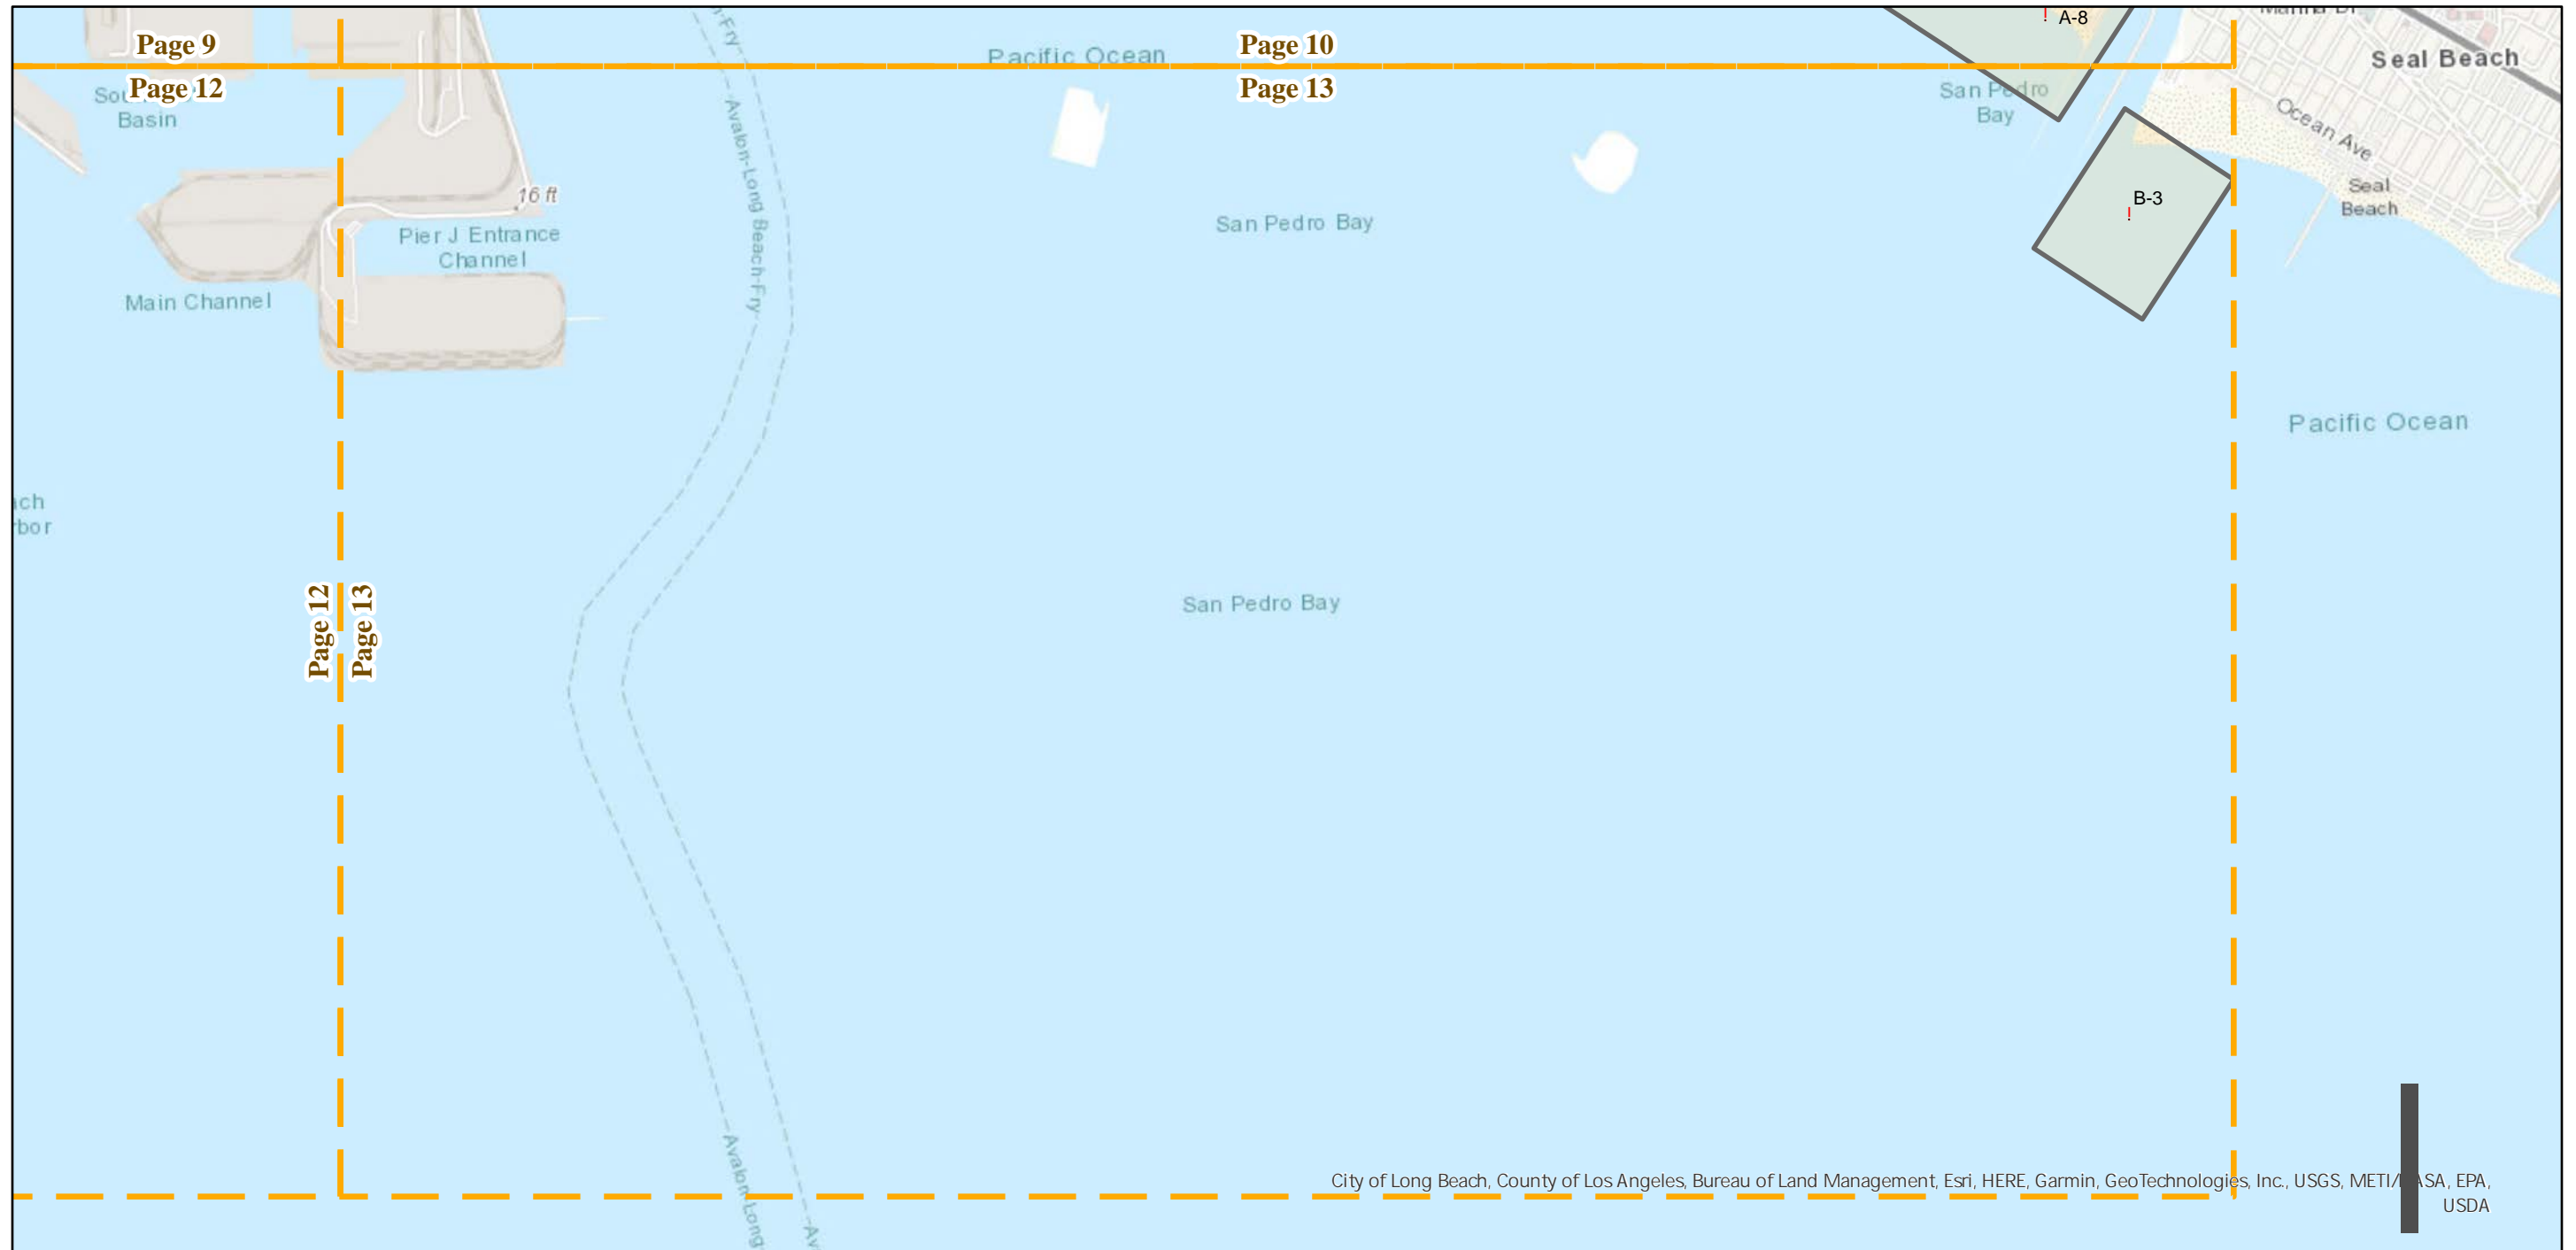 A-8
Page 9
Page 10
Pacific Ocean
Seal Beach
Page 12
Page 13
Basin
San Pedro
Bay
Ocean Ave
Avalon-Long Beach-Fry
16 ft
Seal
Beach
B-3
San Pedro Bay
Pier J Entrance
Channel
Main Channel
Pacific Ocean
San Pedro Bay
Page 12
Page 13
City of Long Beach, County of Los Angeles, Bureau of Land Management, Esri, HERE, Garmin, GeoTechnologies, Inc., USGS, METI/NASA, EPA,
USDA